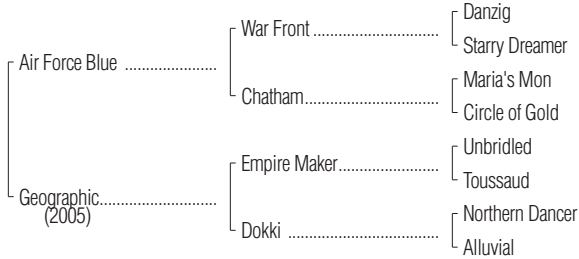 Danzig
War Front
Starry Dreamer
Air Force Blue
Maria's Mon
Chatham
Circle of Gold
Unbridled
Empire Maker
Toussaud
Geographic
(2005)
Northern Dancer
Dokki
Alluvial